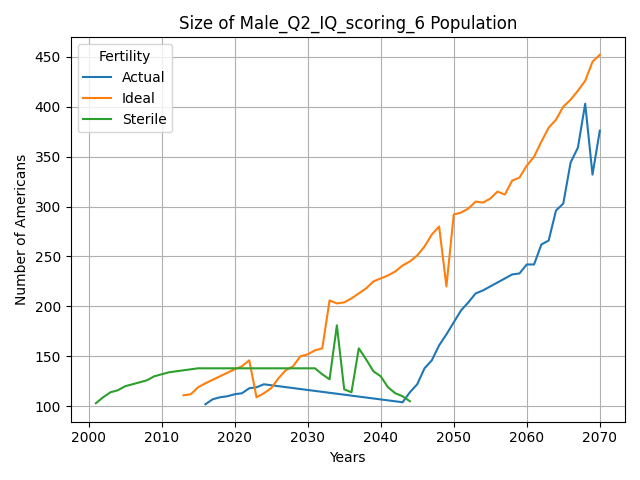 Size of Male_Q2_IQ_scoring_6 Population
Fertility
Actual
Ideal
Sterile
Number of Americans
450
400
350
300
250
200
150
100
2000
2010
2020
2030
2040
2050
2060
2070
Years